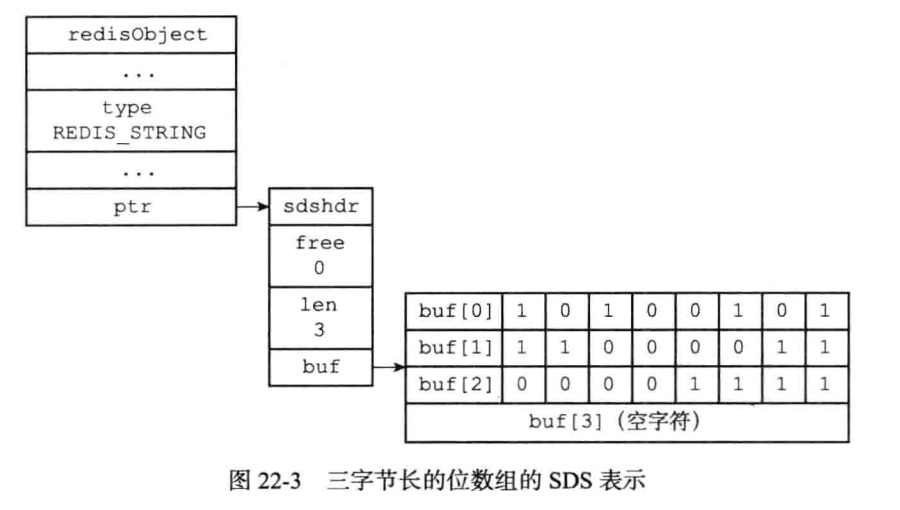 redisObject
...
type
REDIS_STRING
...
ptr
sdshdr
free
0
len
3
buf
buf[0] 1 0 1 0 0 1 0 1
buf[1] 1 1 0 0 0 0 1 1
buf[2] 0 0 0 0 1 1 1 1
buf[3] (空字符)
图 22-3 三字节长的位数组的 SDS 表示